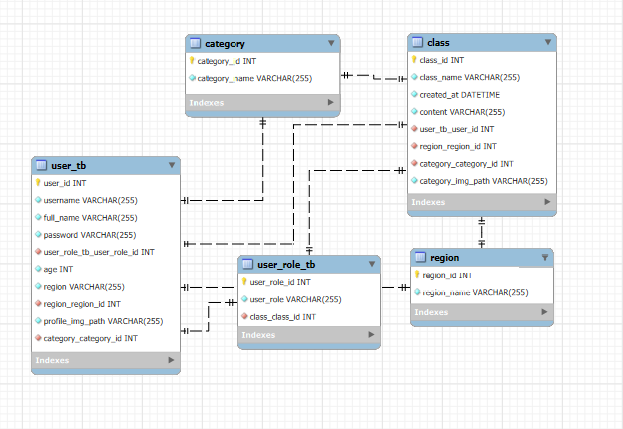 category
category_id INT
category_name VARCHAR(255)
Indexes
class
class_id INT
class_name VARCHAR(255)
created_at DATETIME
content VARCHAR(255)
user_tb_user_id INT
region_region_id INT
category_category_id INT
category_img_path VARCHAR(255)
Indexes
user_tb
user_id INT
username VARCHAR(255)
full_name VARCHAR(255)
password VARCHAR(255)
user_role_tb_user_role_id INT
age INT
region VARCHAR(255)
region_region_id INT
profile_img_path VARCHAR(255)
category_category_id INT
Indexes
user_role_tb
user_role_id INT
user_role VARCHAR(255)
class_class_id INT
Indexes
region
region_id INT
region_name VARCHAR(255)
Indexes